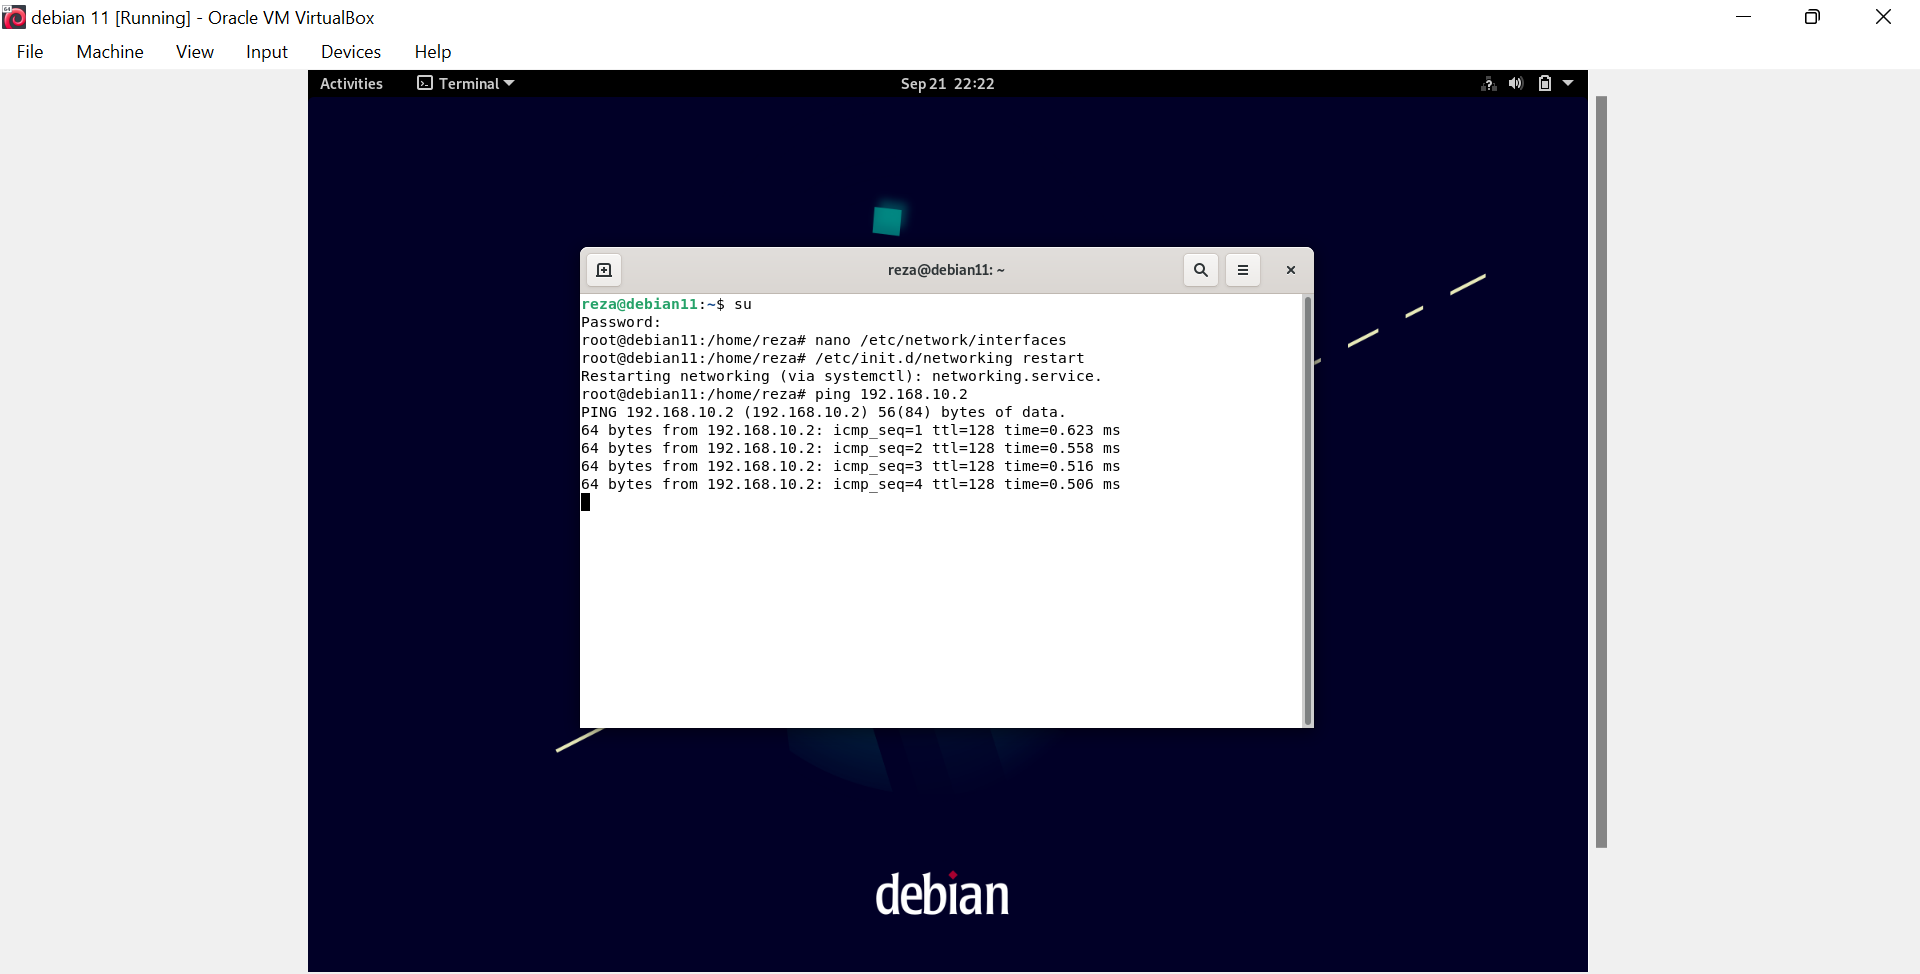 debian 11 [Running] - Oracle VM VirtualBox
File Machine View Input Devices Help
Activities Terminal Sep 21 22:22
reza@debian11: ~
reza@debian11:~$ su
Password:
root@debian11:/home/reza# nano /etc/network/interfaces
root@debian11:/home/reza# /etc/init.d/networking restart
Restarting networking (via systemctl): networking.service.
root@debian11:/home/reza# ping 192.168.10.2
PING 192.168.10.2 (192.168.10.2) 56(84) bytes of data.
64 bytes from 192.168.10.2: icmp_seq=1 ttl=128 time=0.623 ms
64 bytes from 192.168.10.2: icmp_seq=2 ttl=128 time=0.558 ms
64 bytes from 192.168.10.2: icmp_seq=3 ttl=128 time=0.516 ms
64 bytes from 192.168.10.2: icmp_seq=4 ttl=128 time=0.506 ms
debian